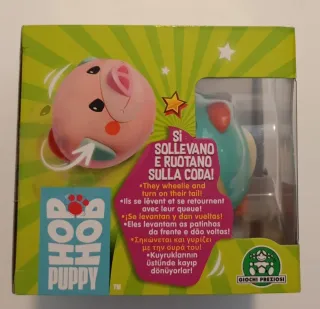 Si
SOLLEVANO
E RUOTANO
SULLA CODA!
•They wheelie and
turn on their tail!
•Ils se lèvent et se retournent
avec leur queue!
•¡Se levantan y dan vueltas!
•Eles levantam as patinhas
da frente e dão voltas!
•Σηκώνεται και γυρίζει
με την ουρά του!
•Kuyruklarının
üstünde kayıp
dönüyorlar!
HOP
HOP
PUPPY
TM
GIOCHI PREZIOSI